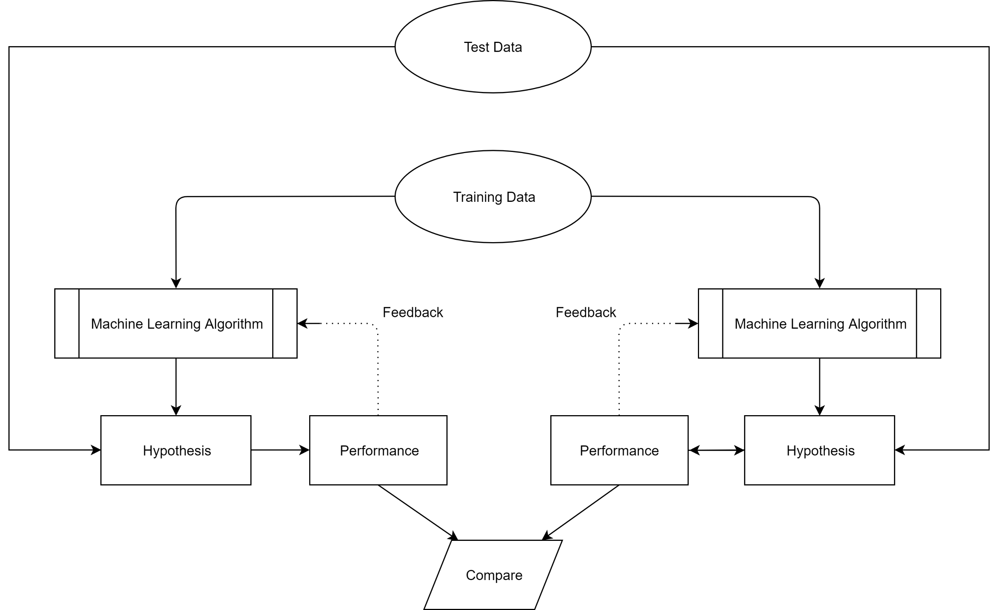 Test Data
Training Data
Feedback
Feedback
Machine Learning Algorithm
Machine Learning Algorithm
Hypothesis
Performance
Performance
Hypothesis
Compare